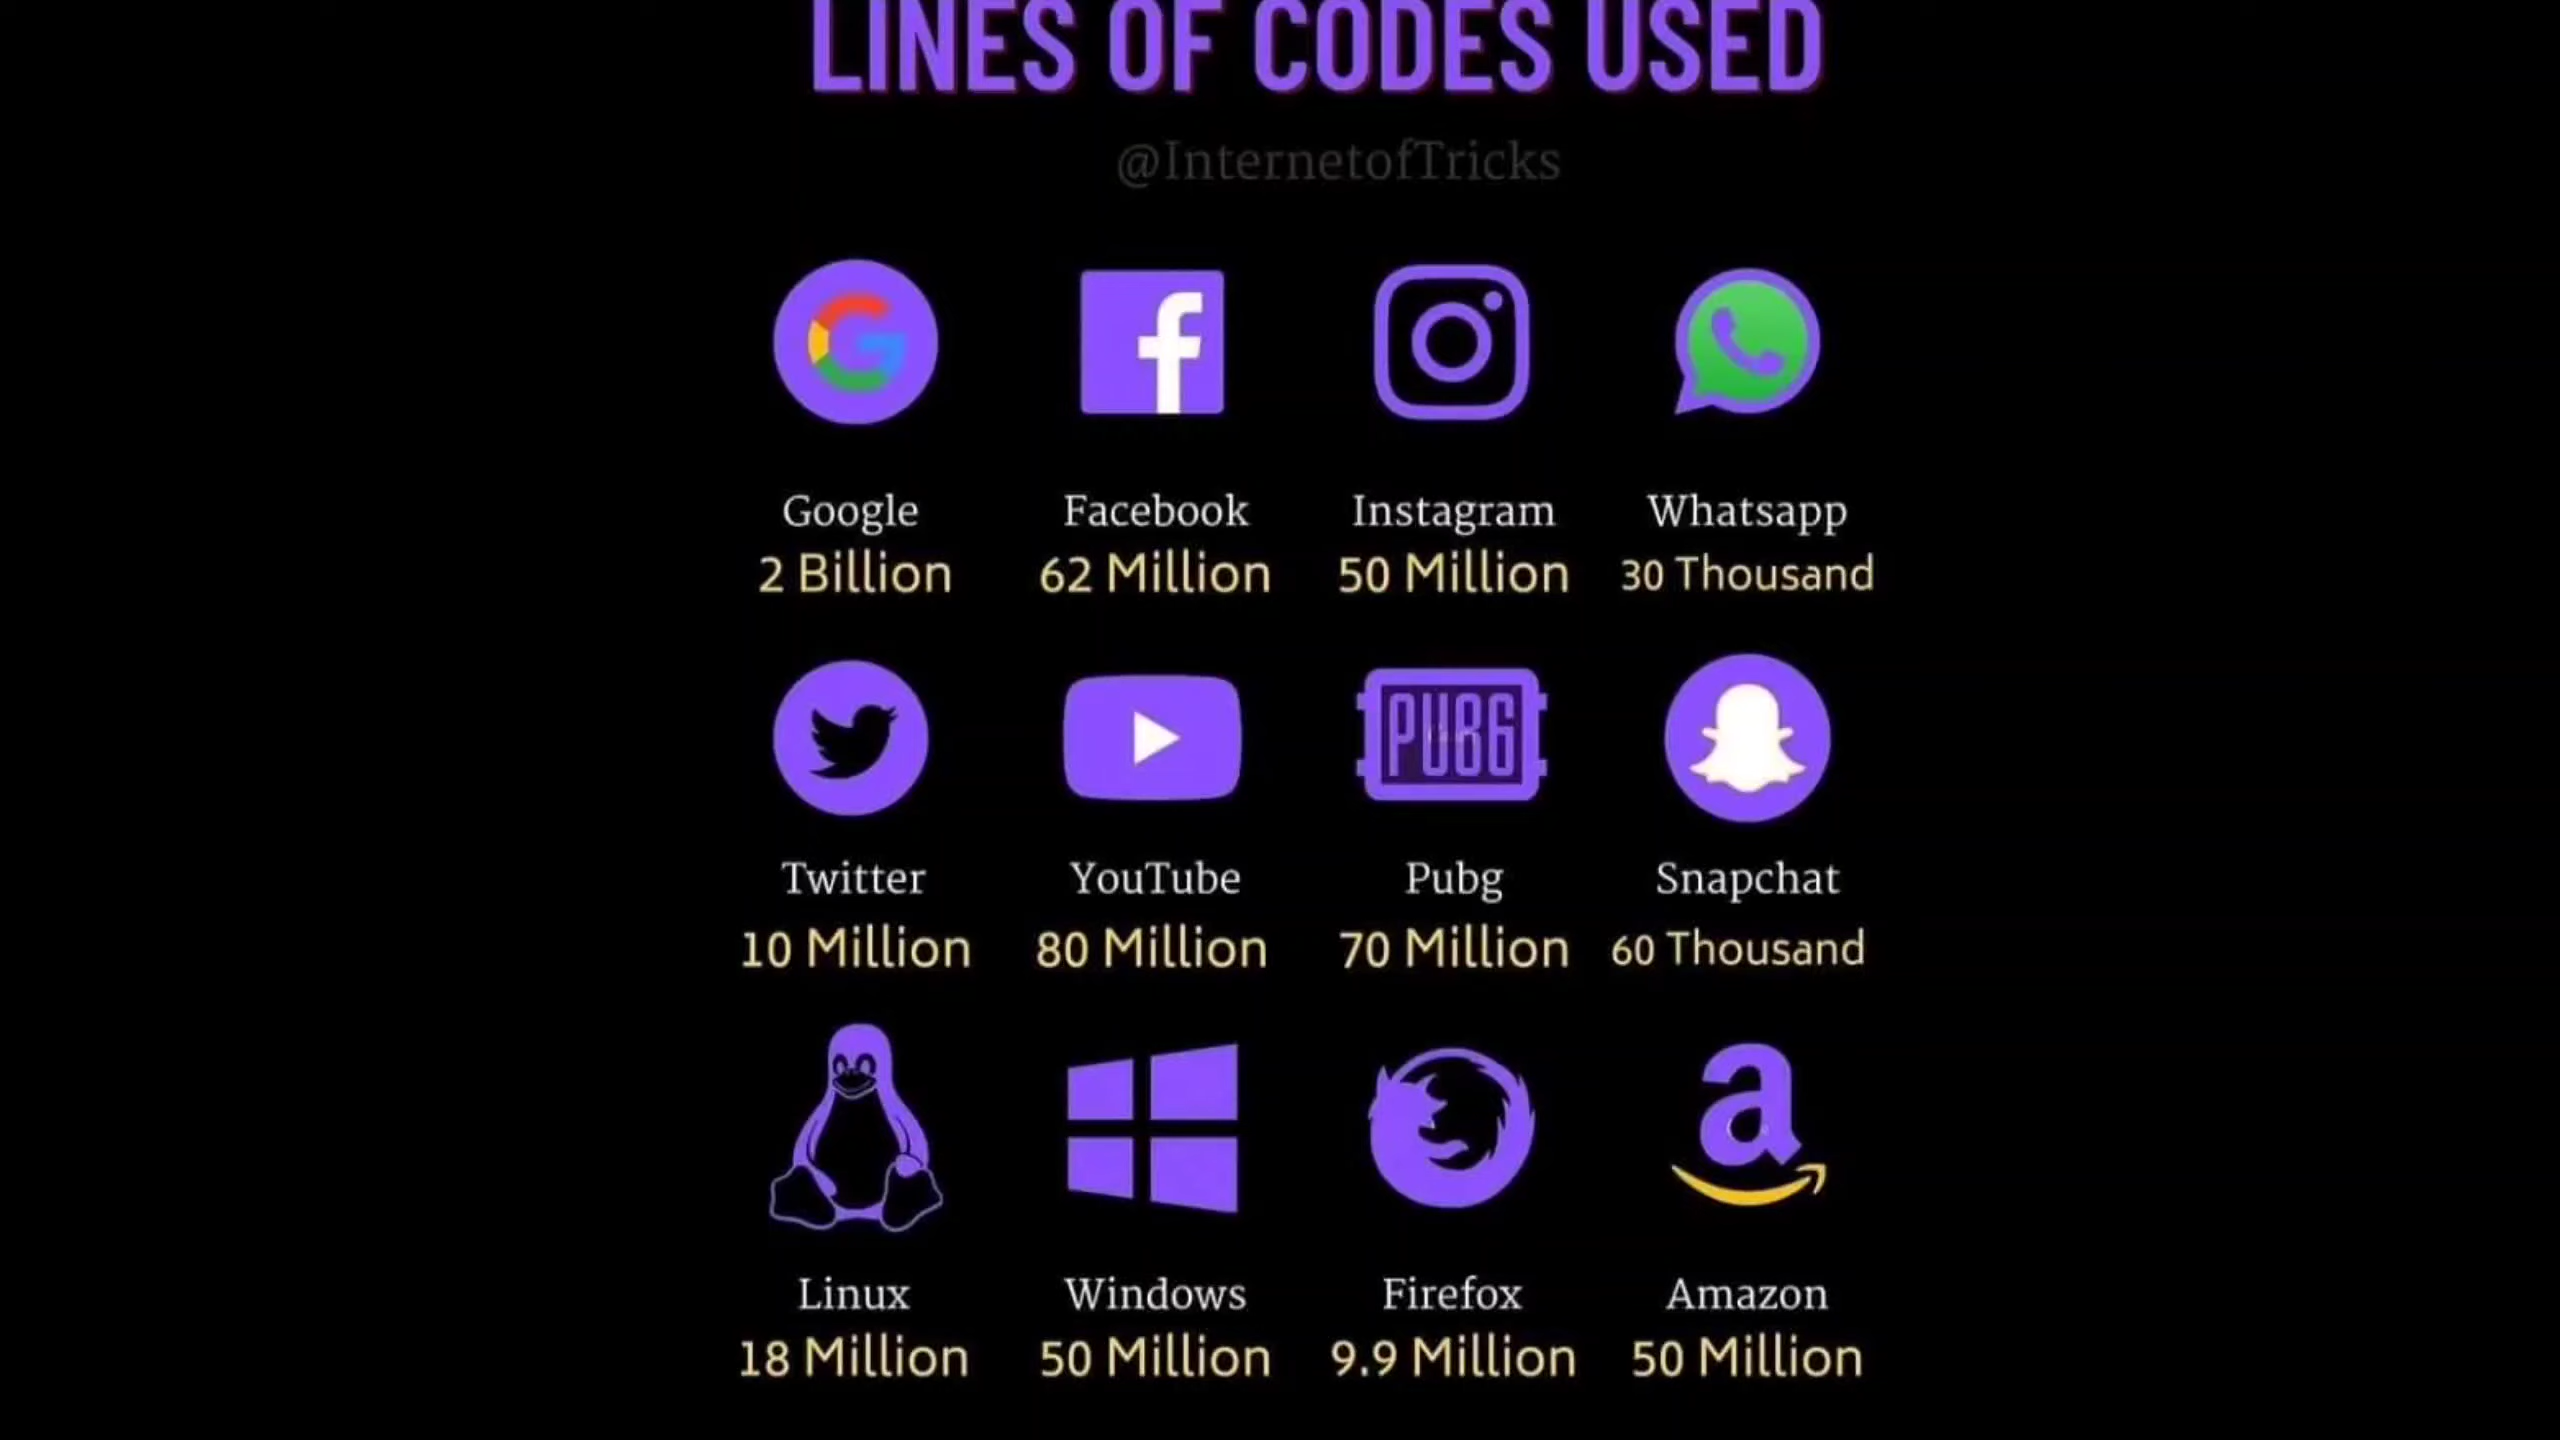 LINES OF CODES USED
@InternetofTricks
Google Facebook Instagram Whatsapp
2 Billion 62 Million 50 Million 30 Thousand
PUBG
Twitter YouTube Pubg Snapchat
10 Million 80 Million 70 Million 60 Thousand
Linux Windows Firefox Amazon
18 Million 50 Million 9.9 Million 50 Million